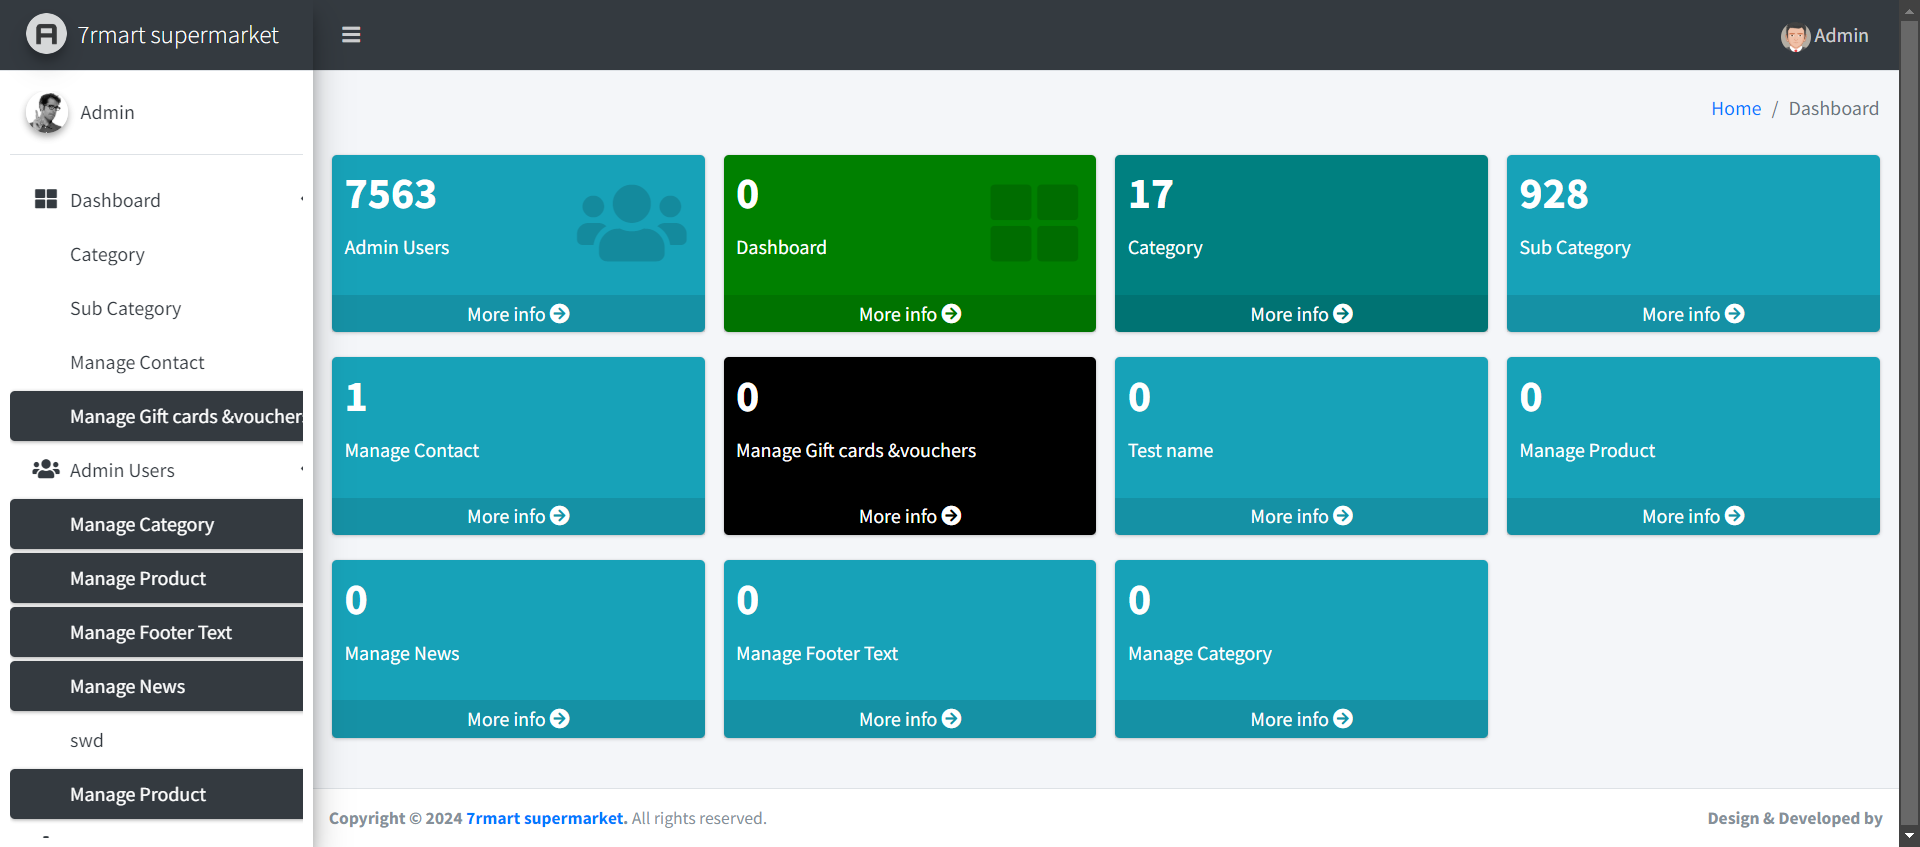 7rmart supermarket
Admin
Admin
Home / Dashboard
Dashboard
Category
Sub Category
Manage Contact
Manage Gift cards &vouchers
Admin Users
Manage Category
Manage Product
Manage Footer Text
Manage News
swd
Manage Product
7563
Admin Users
More info
0
Dashboard
More info
17
Category
More info
928
Sub Category
More info
1
Manage Contact
More info
0
Manage Gift cards &vouchers
More info
0
Test name
More info
0
Manage Product
More info
0
Manage News
More info
0
Manage Footer Text
More info
0
Manage Category
More info
Copyright © 2024 7rmart supermarket. All rights reserved.
Design & Developed by